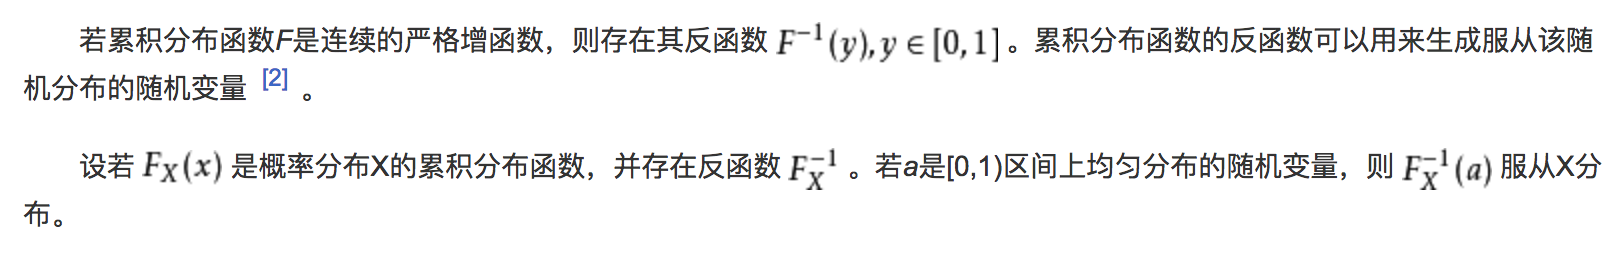 若累积分布函数F是连续的严格增函数，则存在其反函数 F⁻¹(y), y ∈ [0, 1] 。累积分布函数的反函数可以用来生成服从该随
机分布的随机变量 [2] 。
设若 F_X(x) 是概率分布X的累积分布函数，并存在反函数 F_X⁻¹ 。若a是[0,1)区间上均匀分布的随机变量，则 F_X⁻¹(a) 服从X分
布。